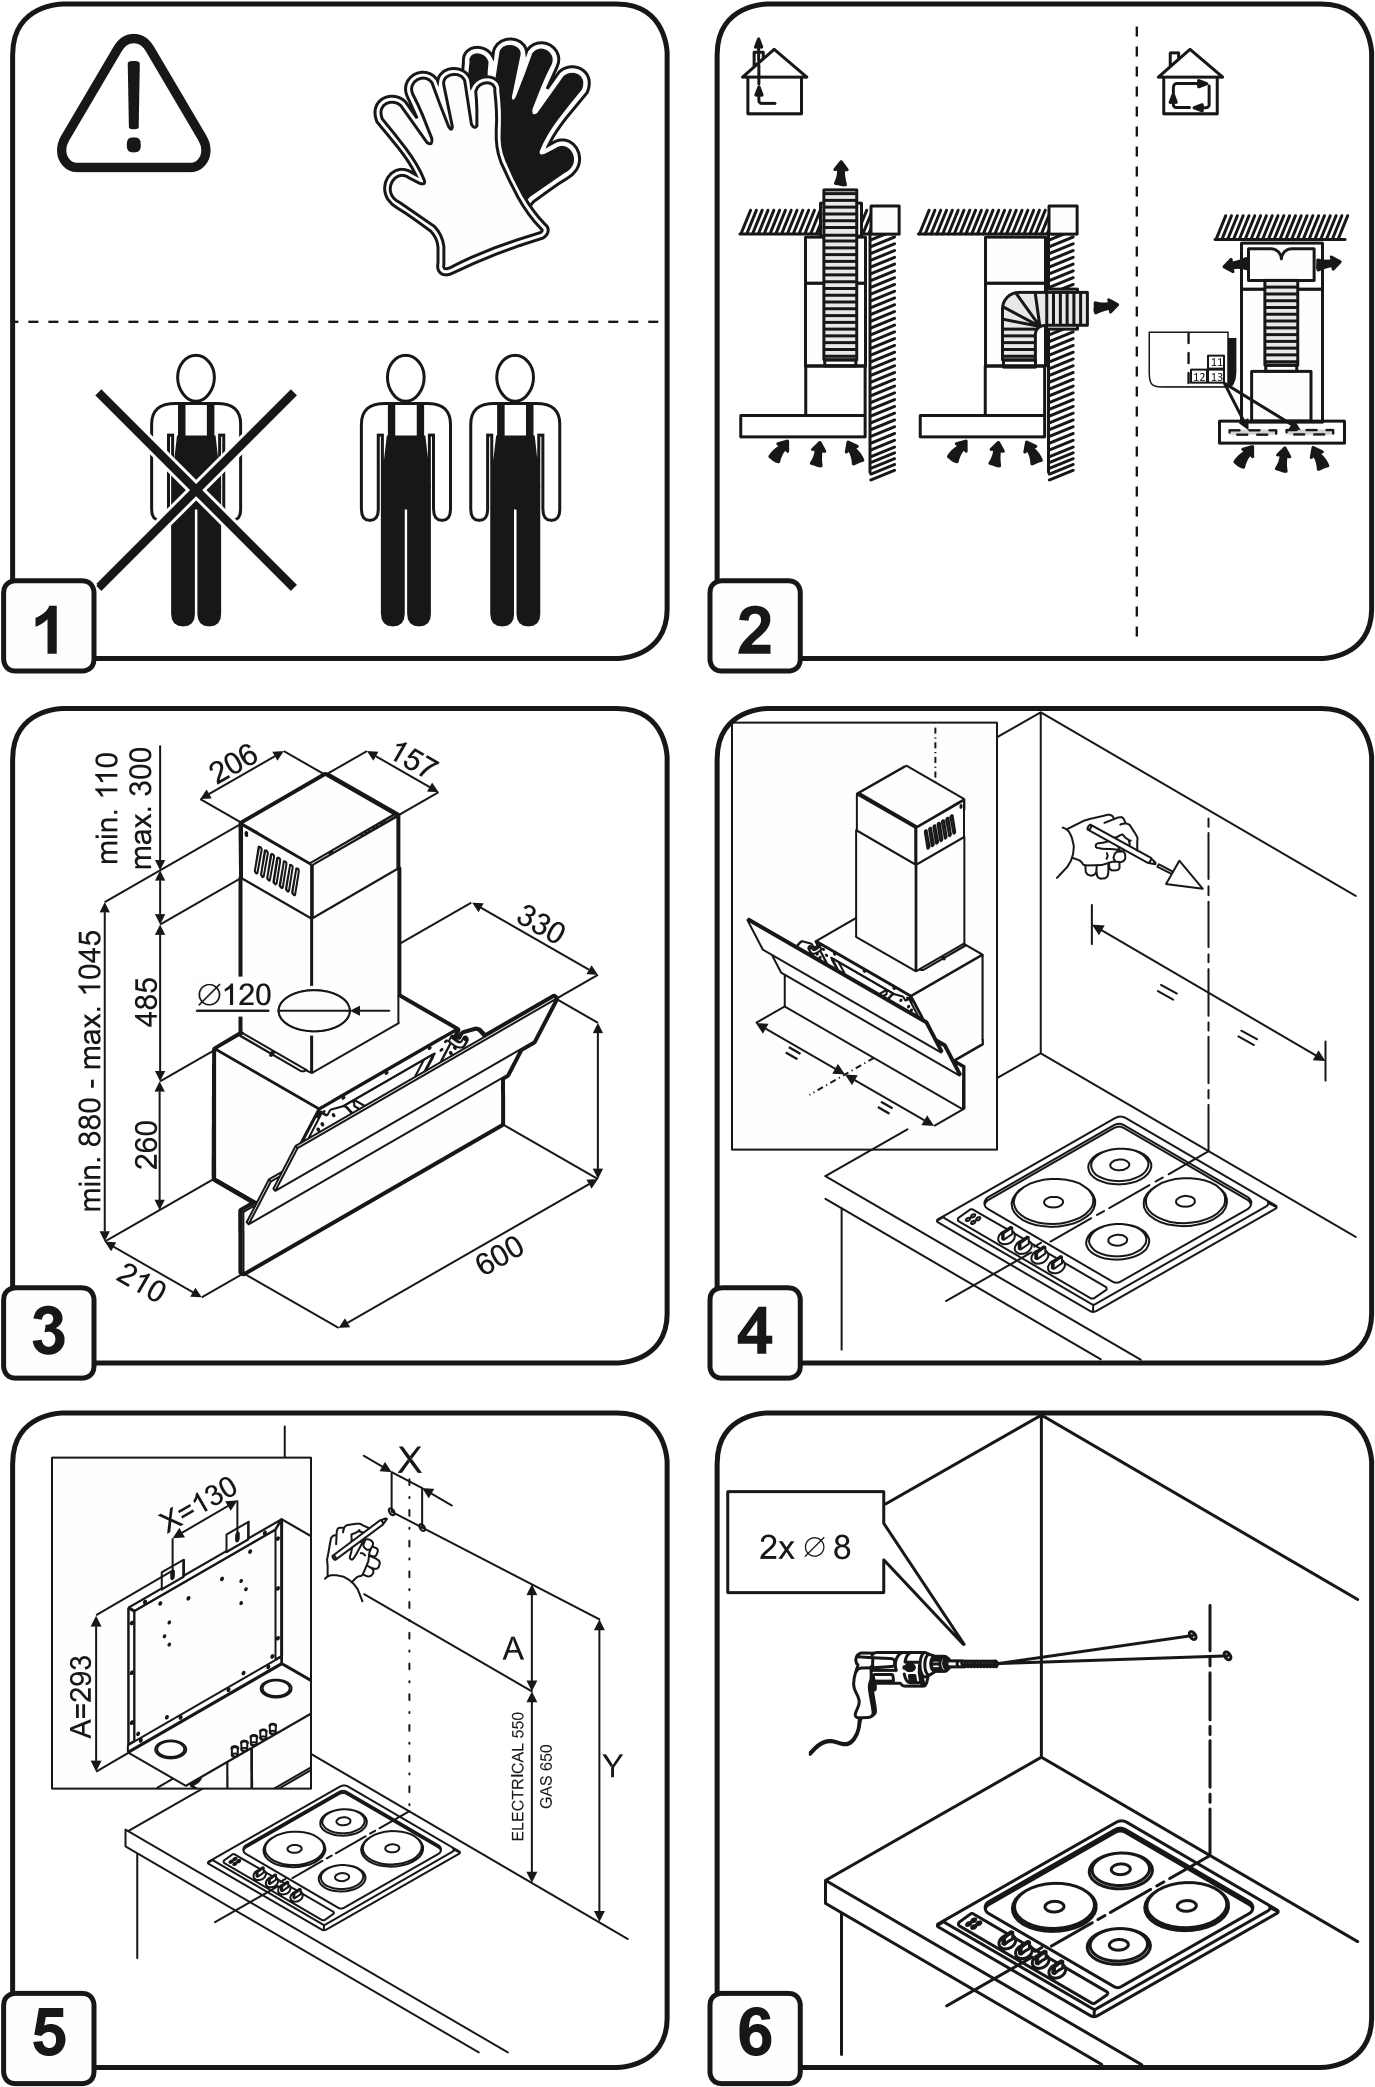 !
1
2
11
12 13
3
206
157
min. 110
max. 300
330
min. 880 - max. 1045
485
∅120
260
210
600
4
5
X
X=130
A=293
A
ELECTRICAL 550
GAS 650
Y
6
2x ∅ 8